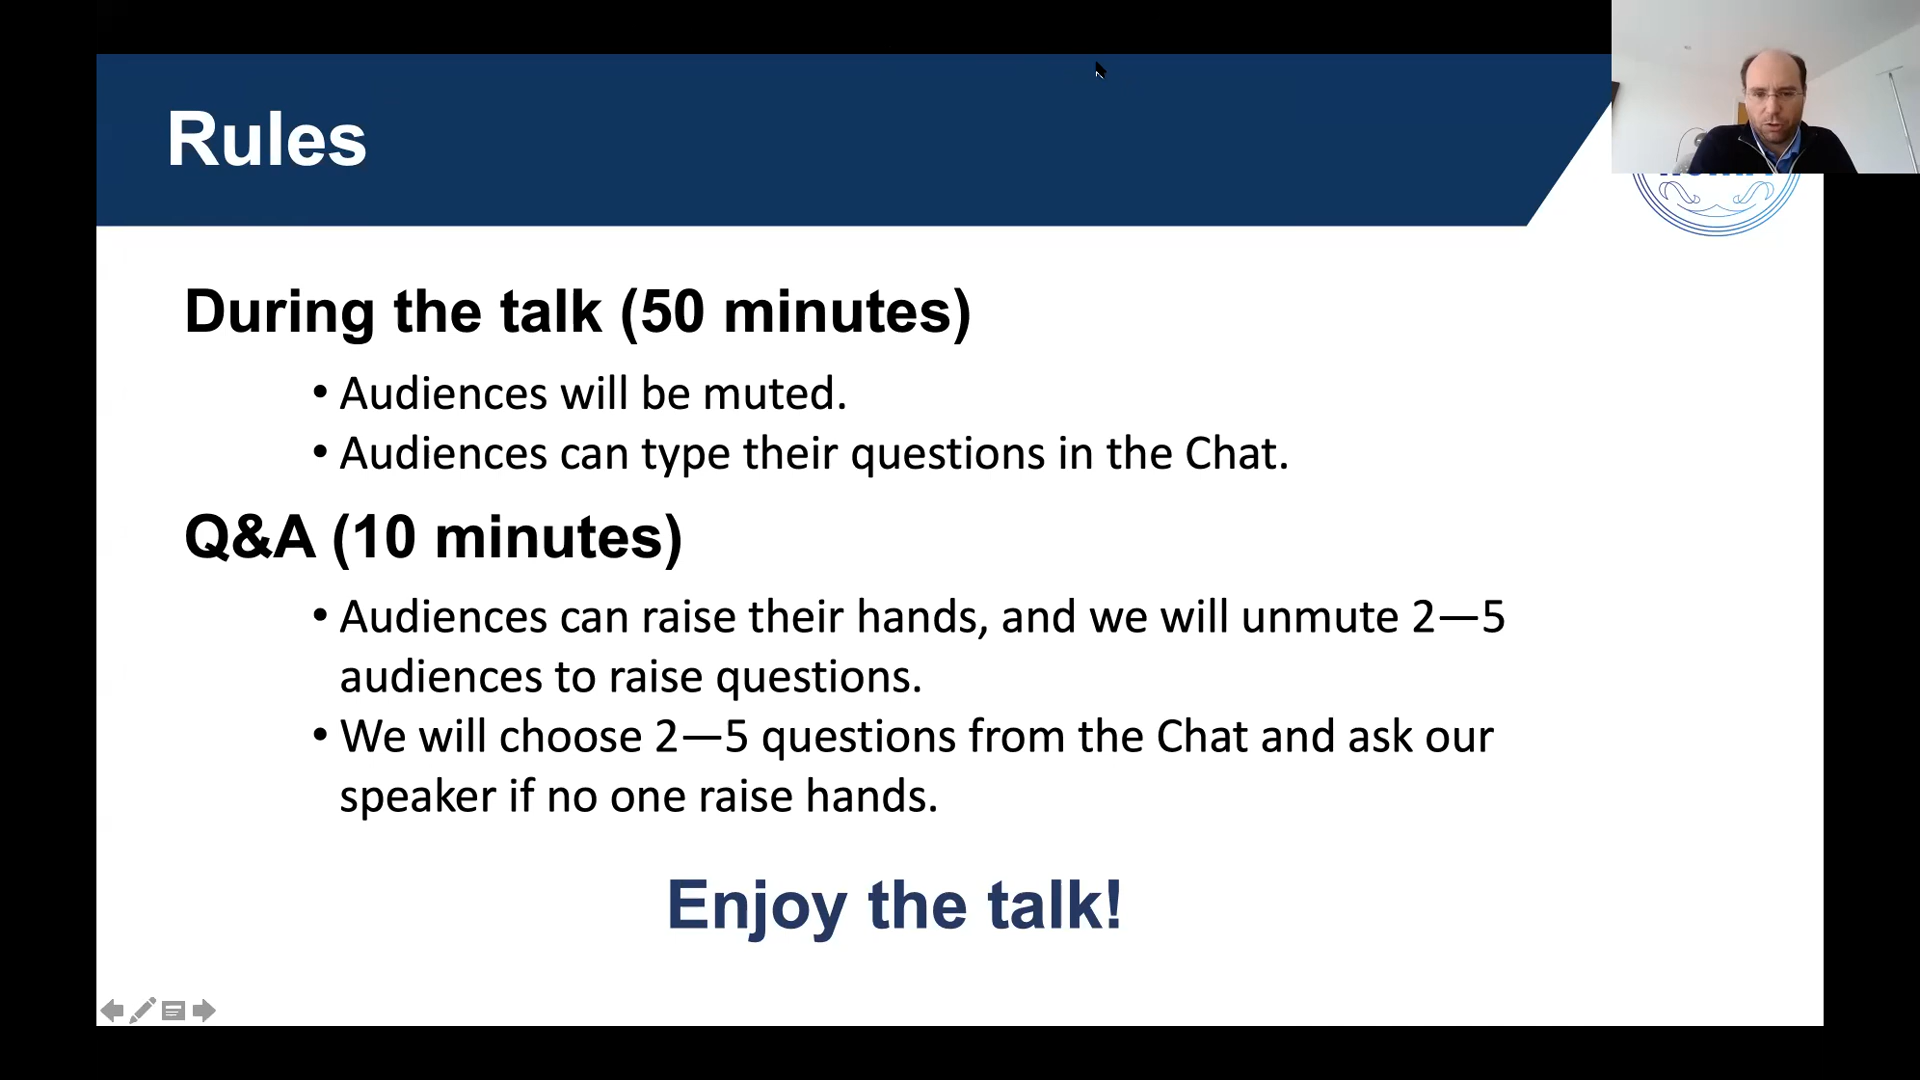 Rules
During the talk (50 minutes)
• Audiences will be muted.
• Audiences can type their questions in the Chat.
Q&A (10 minutes)
• Audiences can raise their hands, and we will unmute 2—5
audiences to raise questions.
• We will choose 2—5 questions from the Chat and ask our
speaker if no one raise hands.
Enjoy the talk!